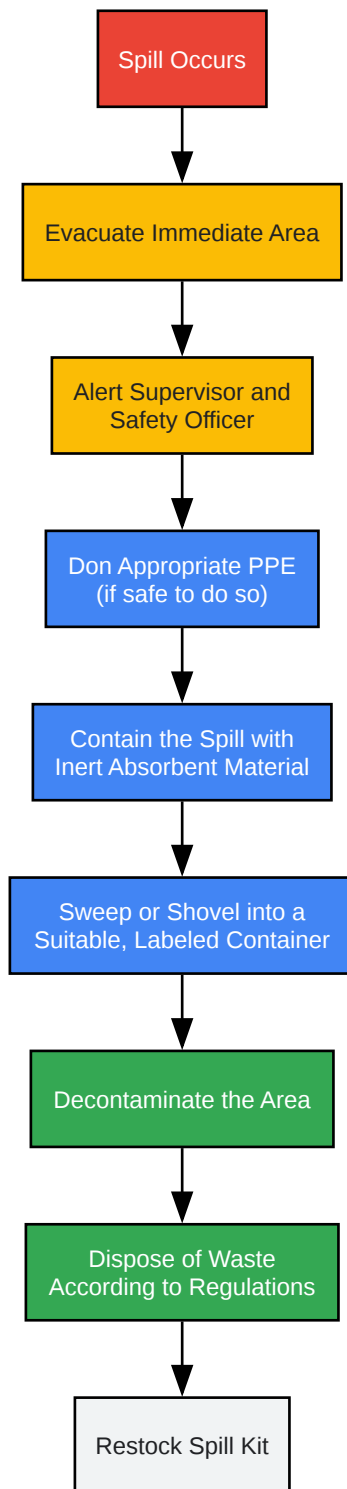 Spill Occurs
Evacuate Immediate Area
Alert Supervisor and
Safety Officer
Don Appropriate PPE
(if safe to do so)
Contain the Spill with
Inert Absorbent Material
Sweep or Shovel into a
Suitable, Labeled Container
Decontaminate the Area
Dispose of Waste
According to Regulations
Restock Spill Kit